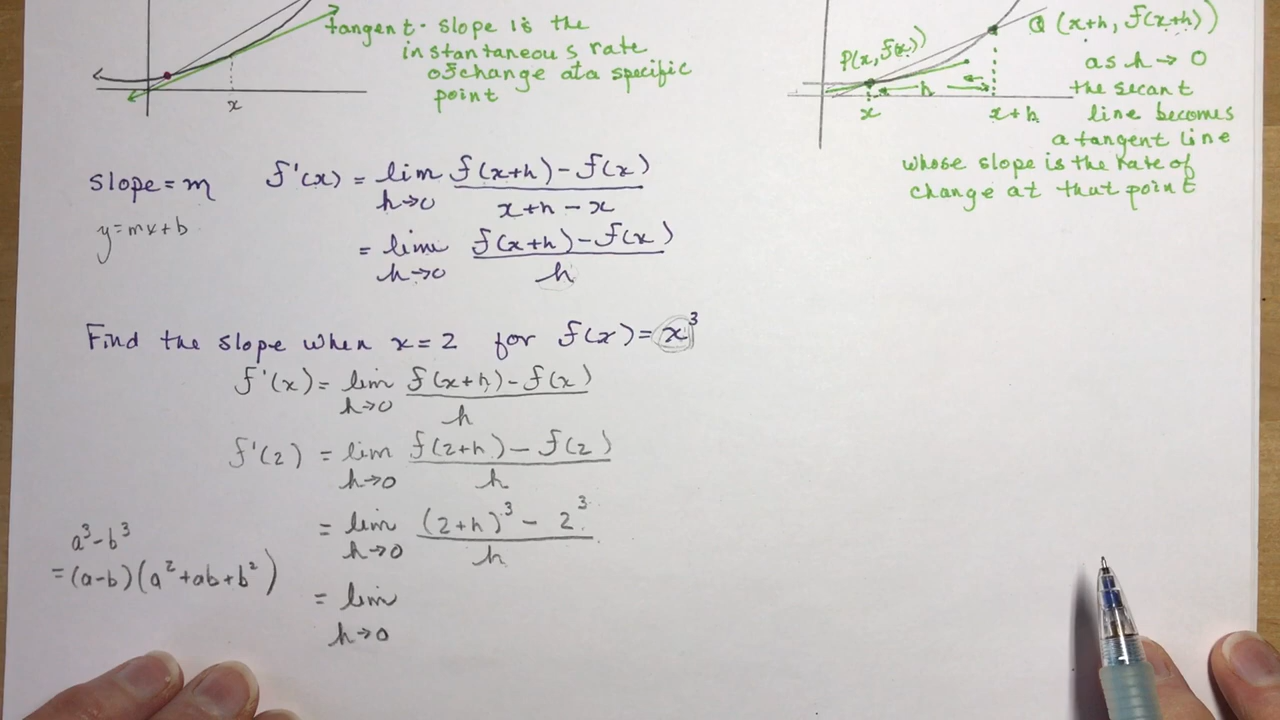 tangent - slope is the
instantaneous rate
of change at a specific
point
x
Q (x+h, f(x+h))
P(x, f(x))
as h → 0
h
the secant
x
x+h
line becomes
a tangent line
whose slope is the rate of
change at that point
slope = m
y = mx + b
f'(x) = lim h→0 (f(x+h) - f(x)) / (x+h-x)
= lim h→0 (f(x+h) - f(x)) / h
Find the slope when x = 2 for f(x) = x³
f'(x) = lim h→0 (f(x+h) - f(x)) / h
f'(2) = lim h→0 (f(2+h) - f(2)) / h
= lim h→0 ((2+h)³ - 2³) / h
a³-b³
=(a-b)(a²+ab+b²)
= lim h→0